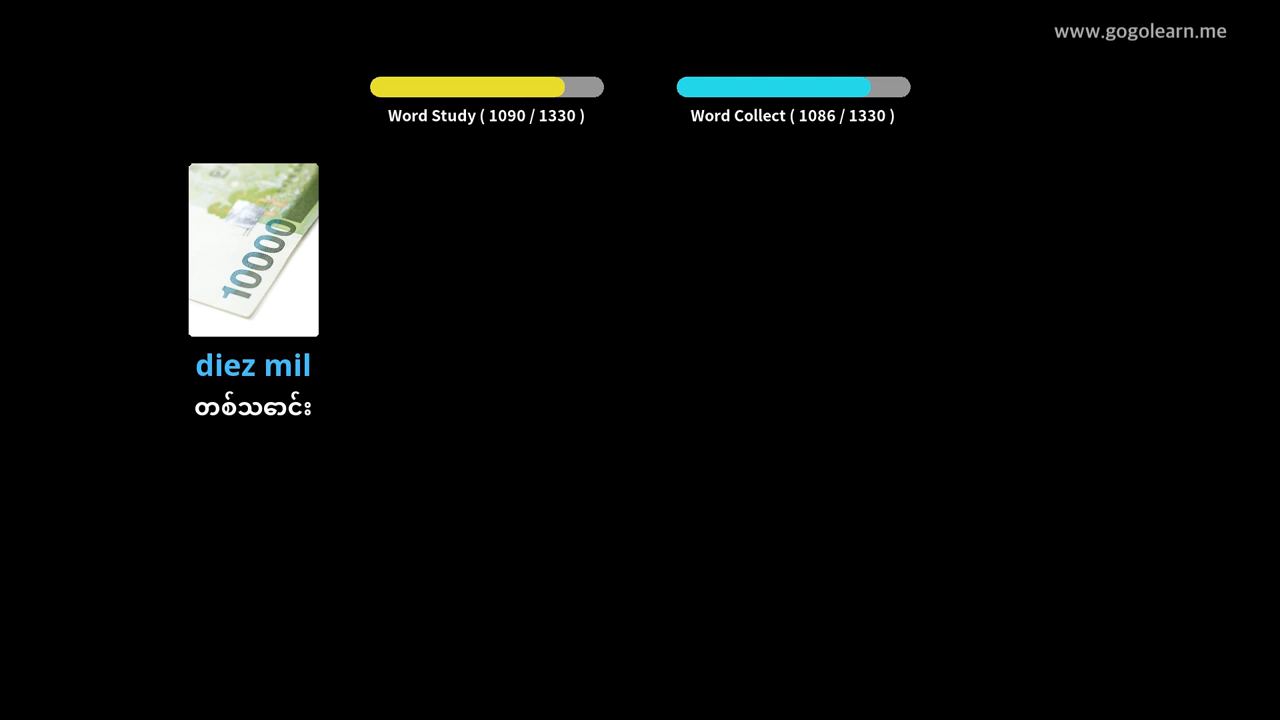 www.gogolearn.me
Word Study ( 1090 / 1330 )
Word Collect ( 1086 / 1330 )
10000
diez mil
တစ်သောင်း